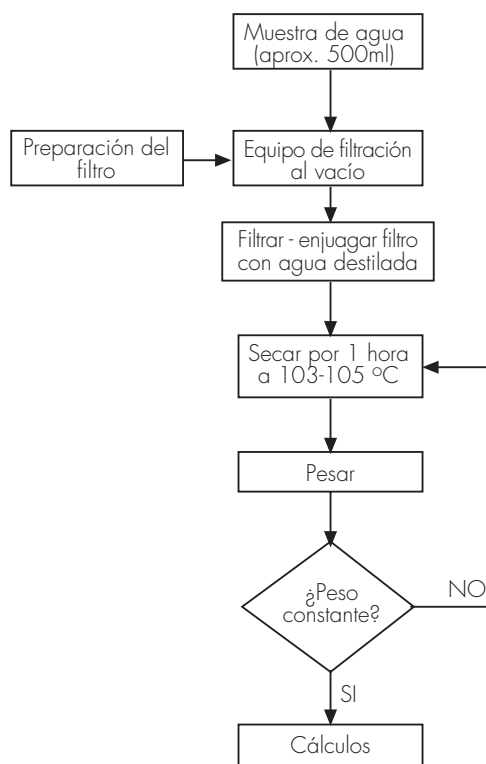 Muestra de agua
(aprox. 500ml)
Preparación del
filtro
Equipo de filtración
al vacío
Filtrar - enjuagar filtro
con agua destilada
Secar por 1 hora
a 103-105 ºC
Pesar
¿Peso
constante?
NO
SI
Cálculos